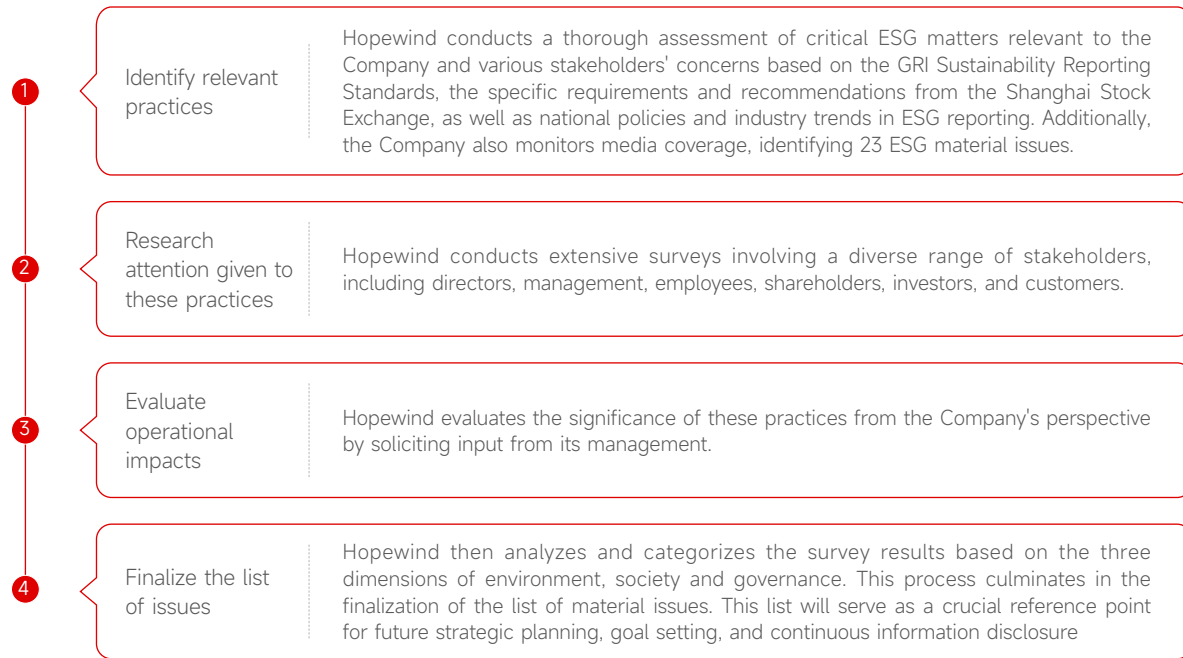 1
Identify relevant
practices
Hopewind conducts a thorough assessment of critical ESG matters relevant to the
Company and various stakeholders' concerns based on the GRI Sustainability Reporting
Standards, the specific requirements and recommendations from the Shanghai Stock
Exchange, as well as national policies and industry trends in ESG reporting. Additionally,
the Company also monitors media coverage, identifying 23 ESG material issues.
2
Research
attention given to
these practices
Hopewind conducts extensive surveys involving a diverse range of stakeholders,
including directors, management, employees, shareholders, investors, and customers.
3
Evaluate
operational
impacts
Hopewind evaluates the significance of these practices from the Company's perspective
by soliciting input from its management.
4
Finalize the list
of issues
Hopewind then analyzes and categorizes the survey results based on the three
dimensions of environment, society and governance. This process culminates in the
finalization of the list of material issues. This list will serve as a crucial reference point
for future strategic planning, goal setting, and continuous information disclosure